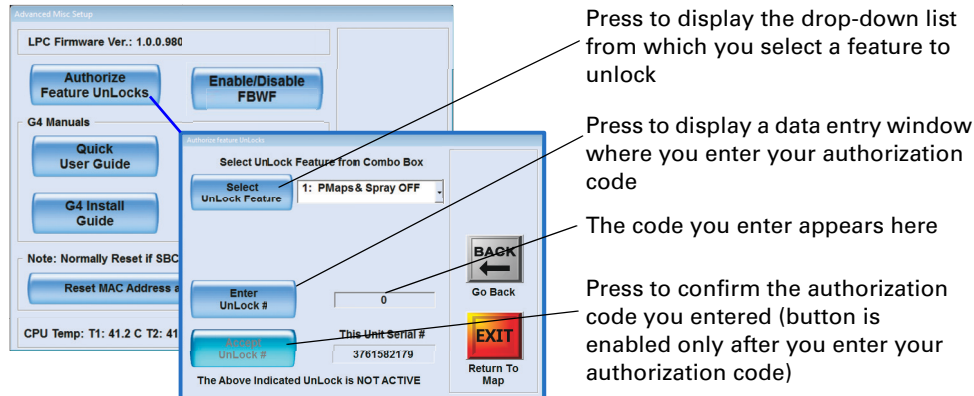 Advanced Misc Setup
LPC Firmware Ver.: 1.0.0.980
Authorize
Feature UnLocks
Enable/Disable
FBWF
G4 Manuals
Quick
User Guide
G4 Install
Guide
Note: Normally Reset if SBC
Reset MAC Address a
CPU Temp: T1: 41.2 C T2: 41
Authorize feature UnLocks
Select UnLock Feature from Combo Box
Select
UnLock Feature
1: PMaps & Spray OFF
Enter
UnLock #
0
Accept
UnLock #
This Unit Serial #
3761582179
The Above Indicated UnLock is NOT ACTIVE
BACK
Go Back
EXIT
Return To
Map
Press to display the drop-down list
from which you select a feature to
unlock
Press to display a data entry window
where you enter your authorization
code
The code you enter appears here
Press to confirm the authorization
code you entered (button is
enabled only after you enter your
authorization code)